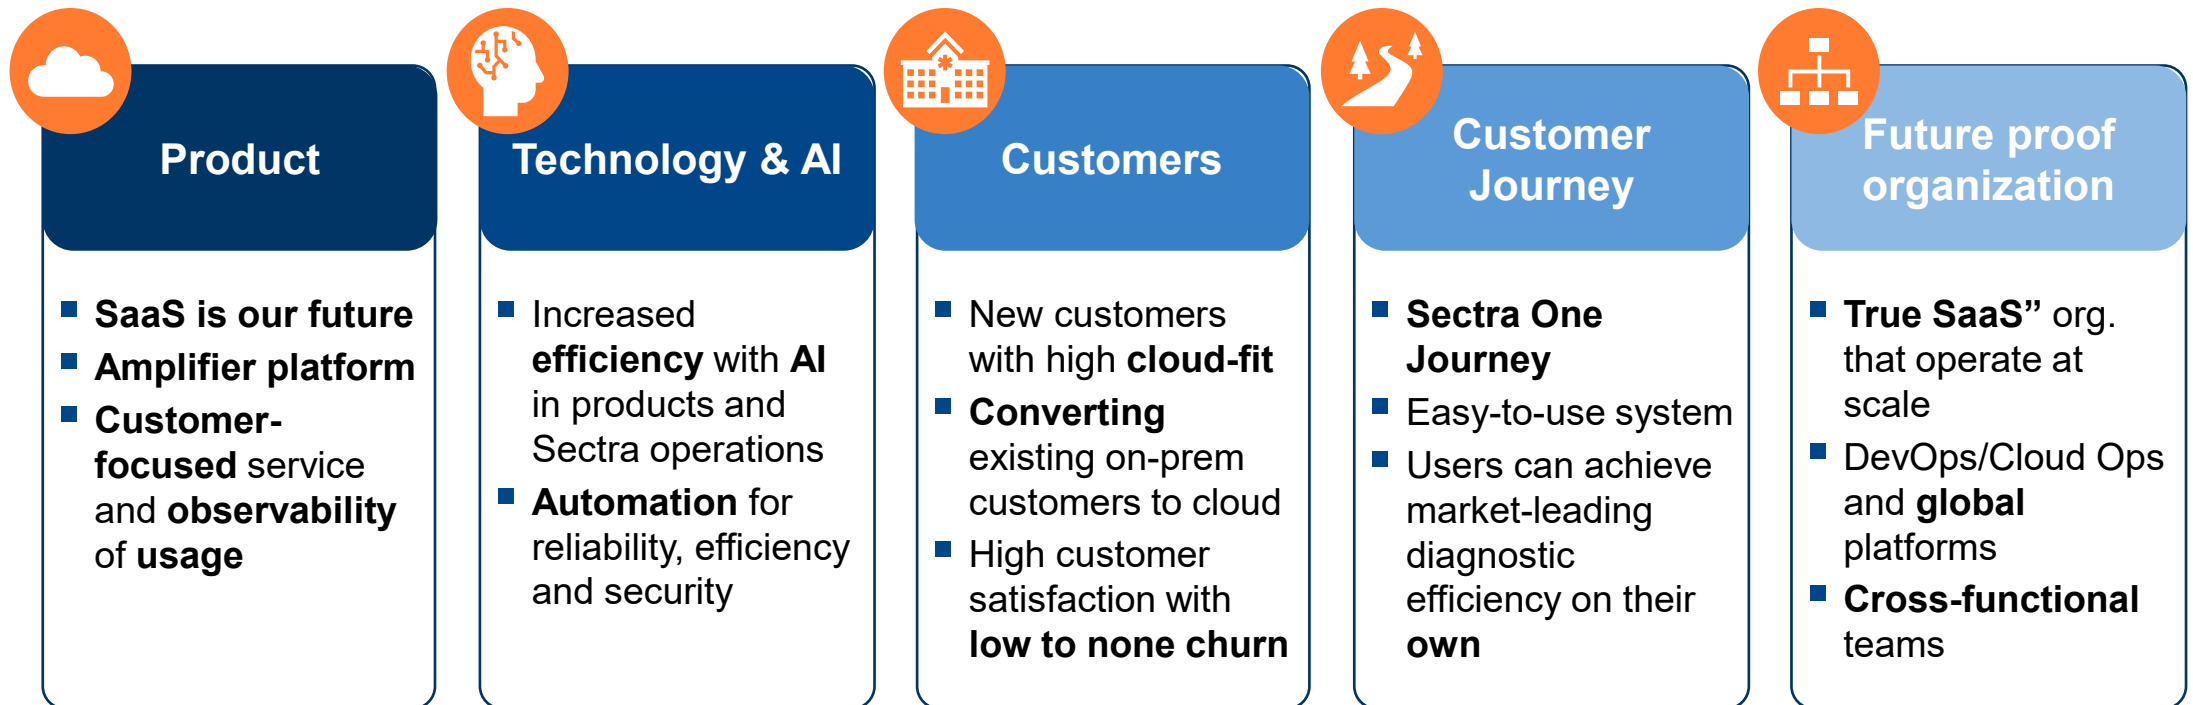 Product
SaaS is our future
Amplifier platform
Customer-
focused service
and observability
of usage
Technology & AI
Increased
efficiency with AI
in products and
Sectra operations
Automation for
reliability, efficiency
and security
Customers
New customers
with high cloud-fit
Converting
existing on-prem
customers to cloud
High customer
satisfaction with
low to none churn
Customer
Journey
Sectra One
Journey
Easy-to-use system
Users can achieve
market-leading
diagnostic
efficiency on their
own
Future proof
organization
True SaaS” org.
that operate at
scale
DevOps/Cloud Ops
and global
platforms
Cross-functional
teams